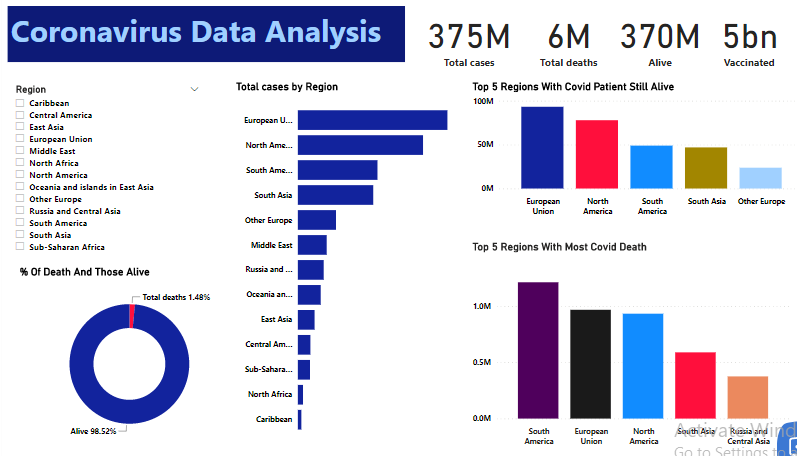 Coronavirus Data Analysis
375M
Total cases
6M
Total deaths
370M
Alive
5bn
Vaccinated
Region
Caribbean
Central America
East Asia
European Union
Middle East
North Africa
North America
Oceania and islands in East Asia
Other Europe
Russia and Central Asia
South America
South Asia
Sub-Saharan Africa
% Of Death And Those Alive
Total deaths 1.48%
Alive 98.52%
Total cases by Region
European U...
North Ame...
South Ame...
South Asia
Other Europe
Middle East
Russia and ...
Oceania an...
East Asia
Central Am...
Sub-Sahara...
North Africa
Caribbean
Top 5 Regions With Covid Patient Still Alive
100M
50M
0M
European
Union
North
America
South
America
South Asia
Other Europe
Top 5 Regions With Most Covid Death
1.0M
0.5M
0.0M
South
America
European
Union
North
America
South Asia
Russia and
Central Asia
Activate Wind
Go to Settings to